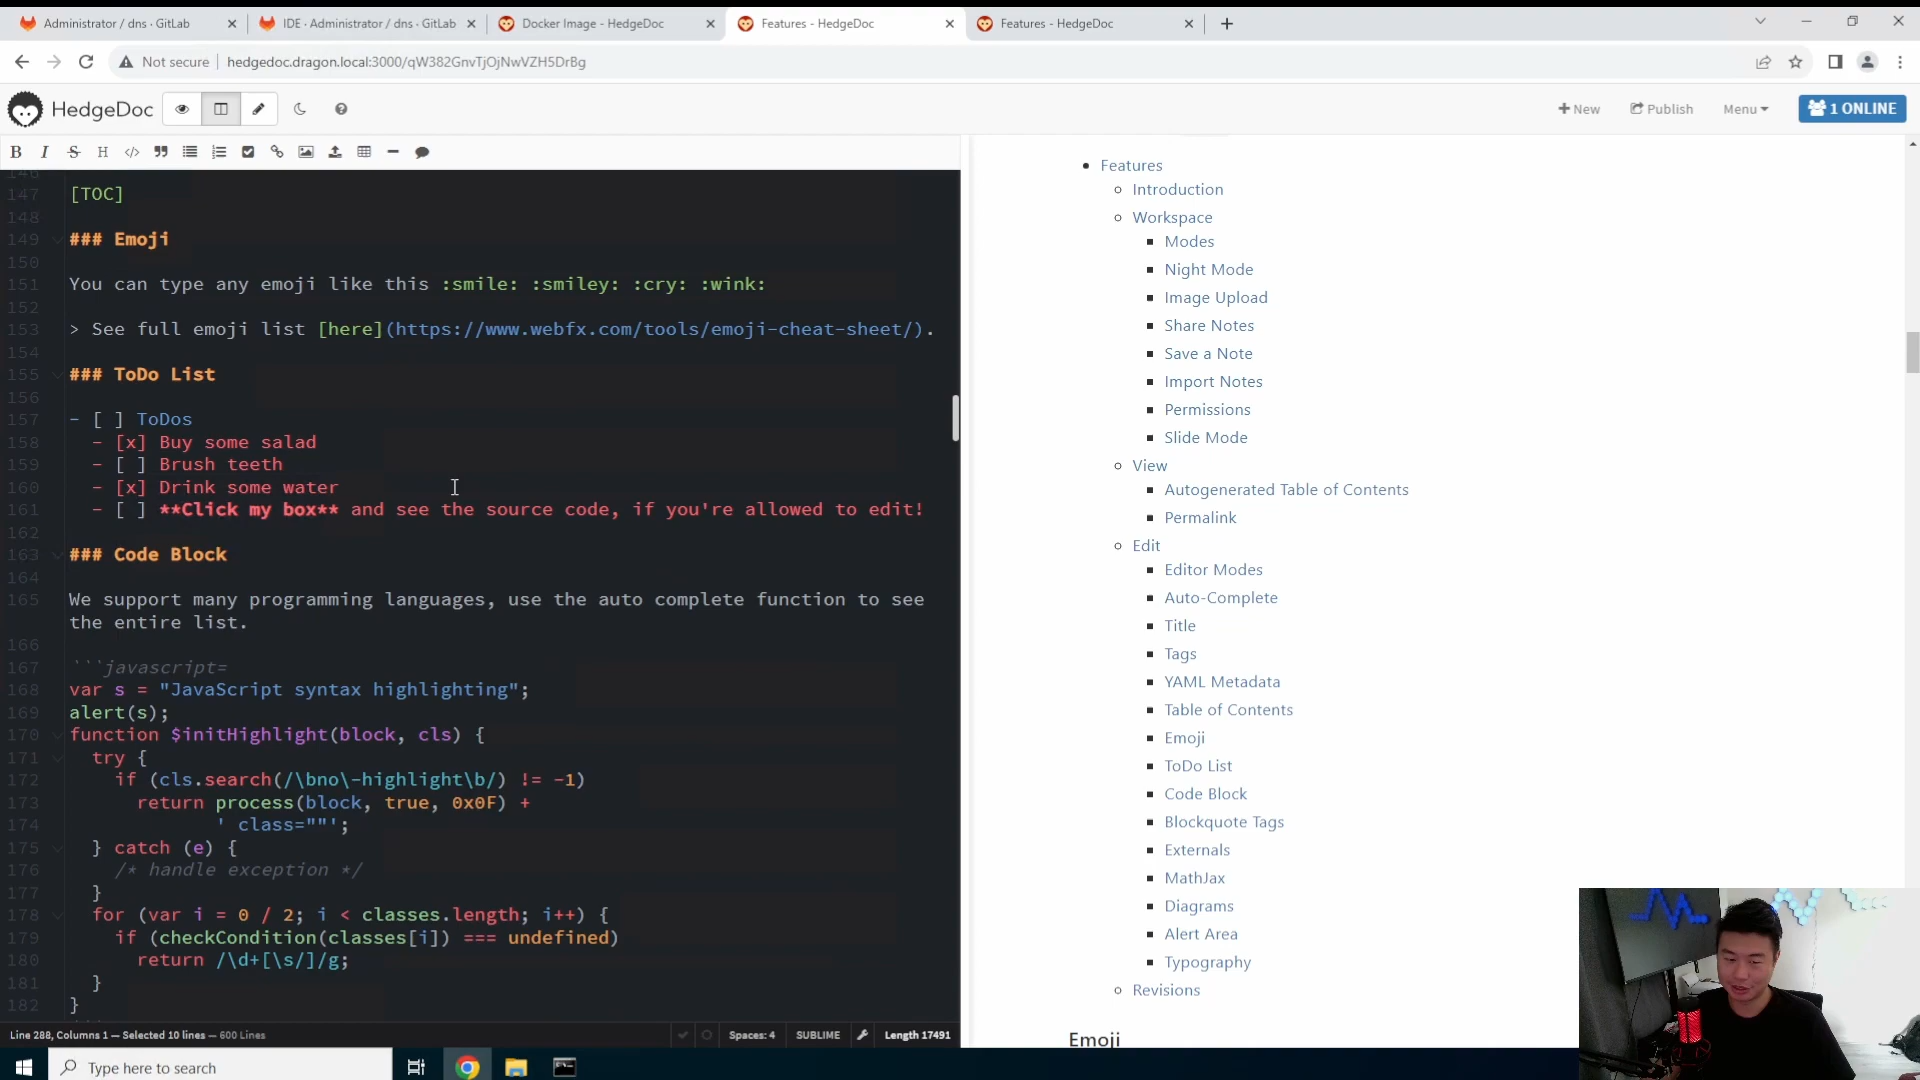 Administrator / dns · GitLab
IDE · Administrator / dns · GitLab
Docker Image - HedgeDoc
Features - HedgeDoc
Features - HedgeDoc
Not secure
hedgedoc.dragon.local:3000/qW382GnvTjOjNwVZH5DrBg
HedgeDoc
New
Publish
Menu
1 ONLINE
B I S H </>
146
147 [TOC]
148
149 ### Emoji
150
151 You can type any emoji like this :smile: :smiley: :cry: :wink:
152
153 > See full emoji list [here](https://www.webfx.com/tools/emoji-cheat-sheet/).
154
155 ### ToDo List
156
157 - [ ] ToDos
158 - [x] Buy some salad
159 - [ ] Brush teeth
160 - [x] Drink some water
161 - [ ] **Click my box** and see the source code, if you're allowed to edit!
162
163 ### Code Block
164
165 We support many programming languages, use the auto complete function to see
the entire list.
166
167 ```javascript=
168 var s = "JavaScript syntax highlighting";
169 alert(s);
170 function $initHighlight(block, cls) {
171 try {
172 if (cls.search(/\bno\-highlight\b/) != -1)
173 return process(block, true, 0x0F) +
174 ' class=""';
175 } catch (e) {
176 /* handle exception */
177 }
178 for (var i = 0 / 2; i < classes.length; i++) {
179 if (checkCondition(classes[i]) === undefined)
180 return /\d+[\s/]/g;
181 }
182 }
Line 288, Columns 1 — Selected 10 lines — 600 Lines
Spaces: 4
SUBLIME
Length 17491
Features
Introduction
Workspace
Modes
Night Mode
Image Upload
Share Notes
Save a Note
Import Notes
Permissions
Slide Mode
View
Autogenerated Table of Contents
Permalink
Edit
Editor Modes
Auto-Complete
Title
Tags
YAML Metadata
Table of Contents
Emoji
ToDo List
Code Block
Blockquote Tags
Externals
MathJax
Diagrams
Alert Area
Typography
Revisions
Emoji
Type here to search